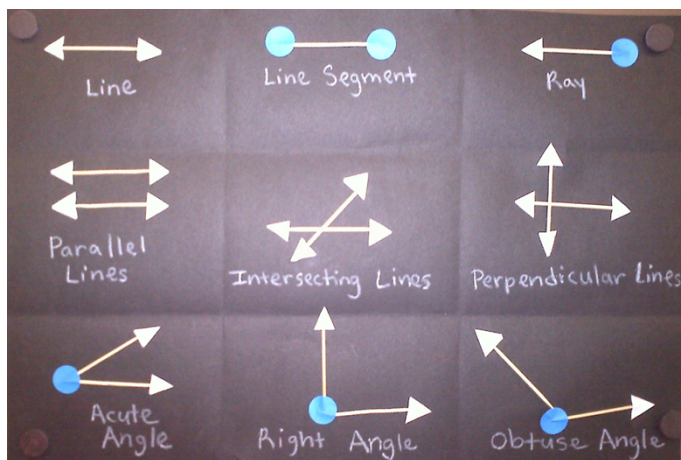 Line
Line Segment
Ray
Parallel
Lines
Intersecting Lines
Perpendicular Lines
Acute
Angle
Right Angle
Obtuse Angle